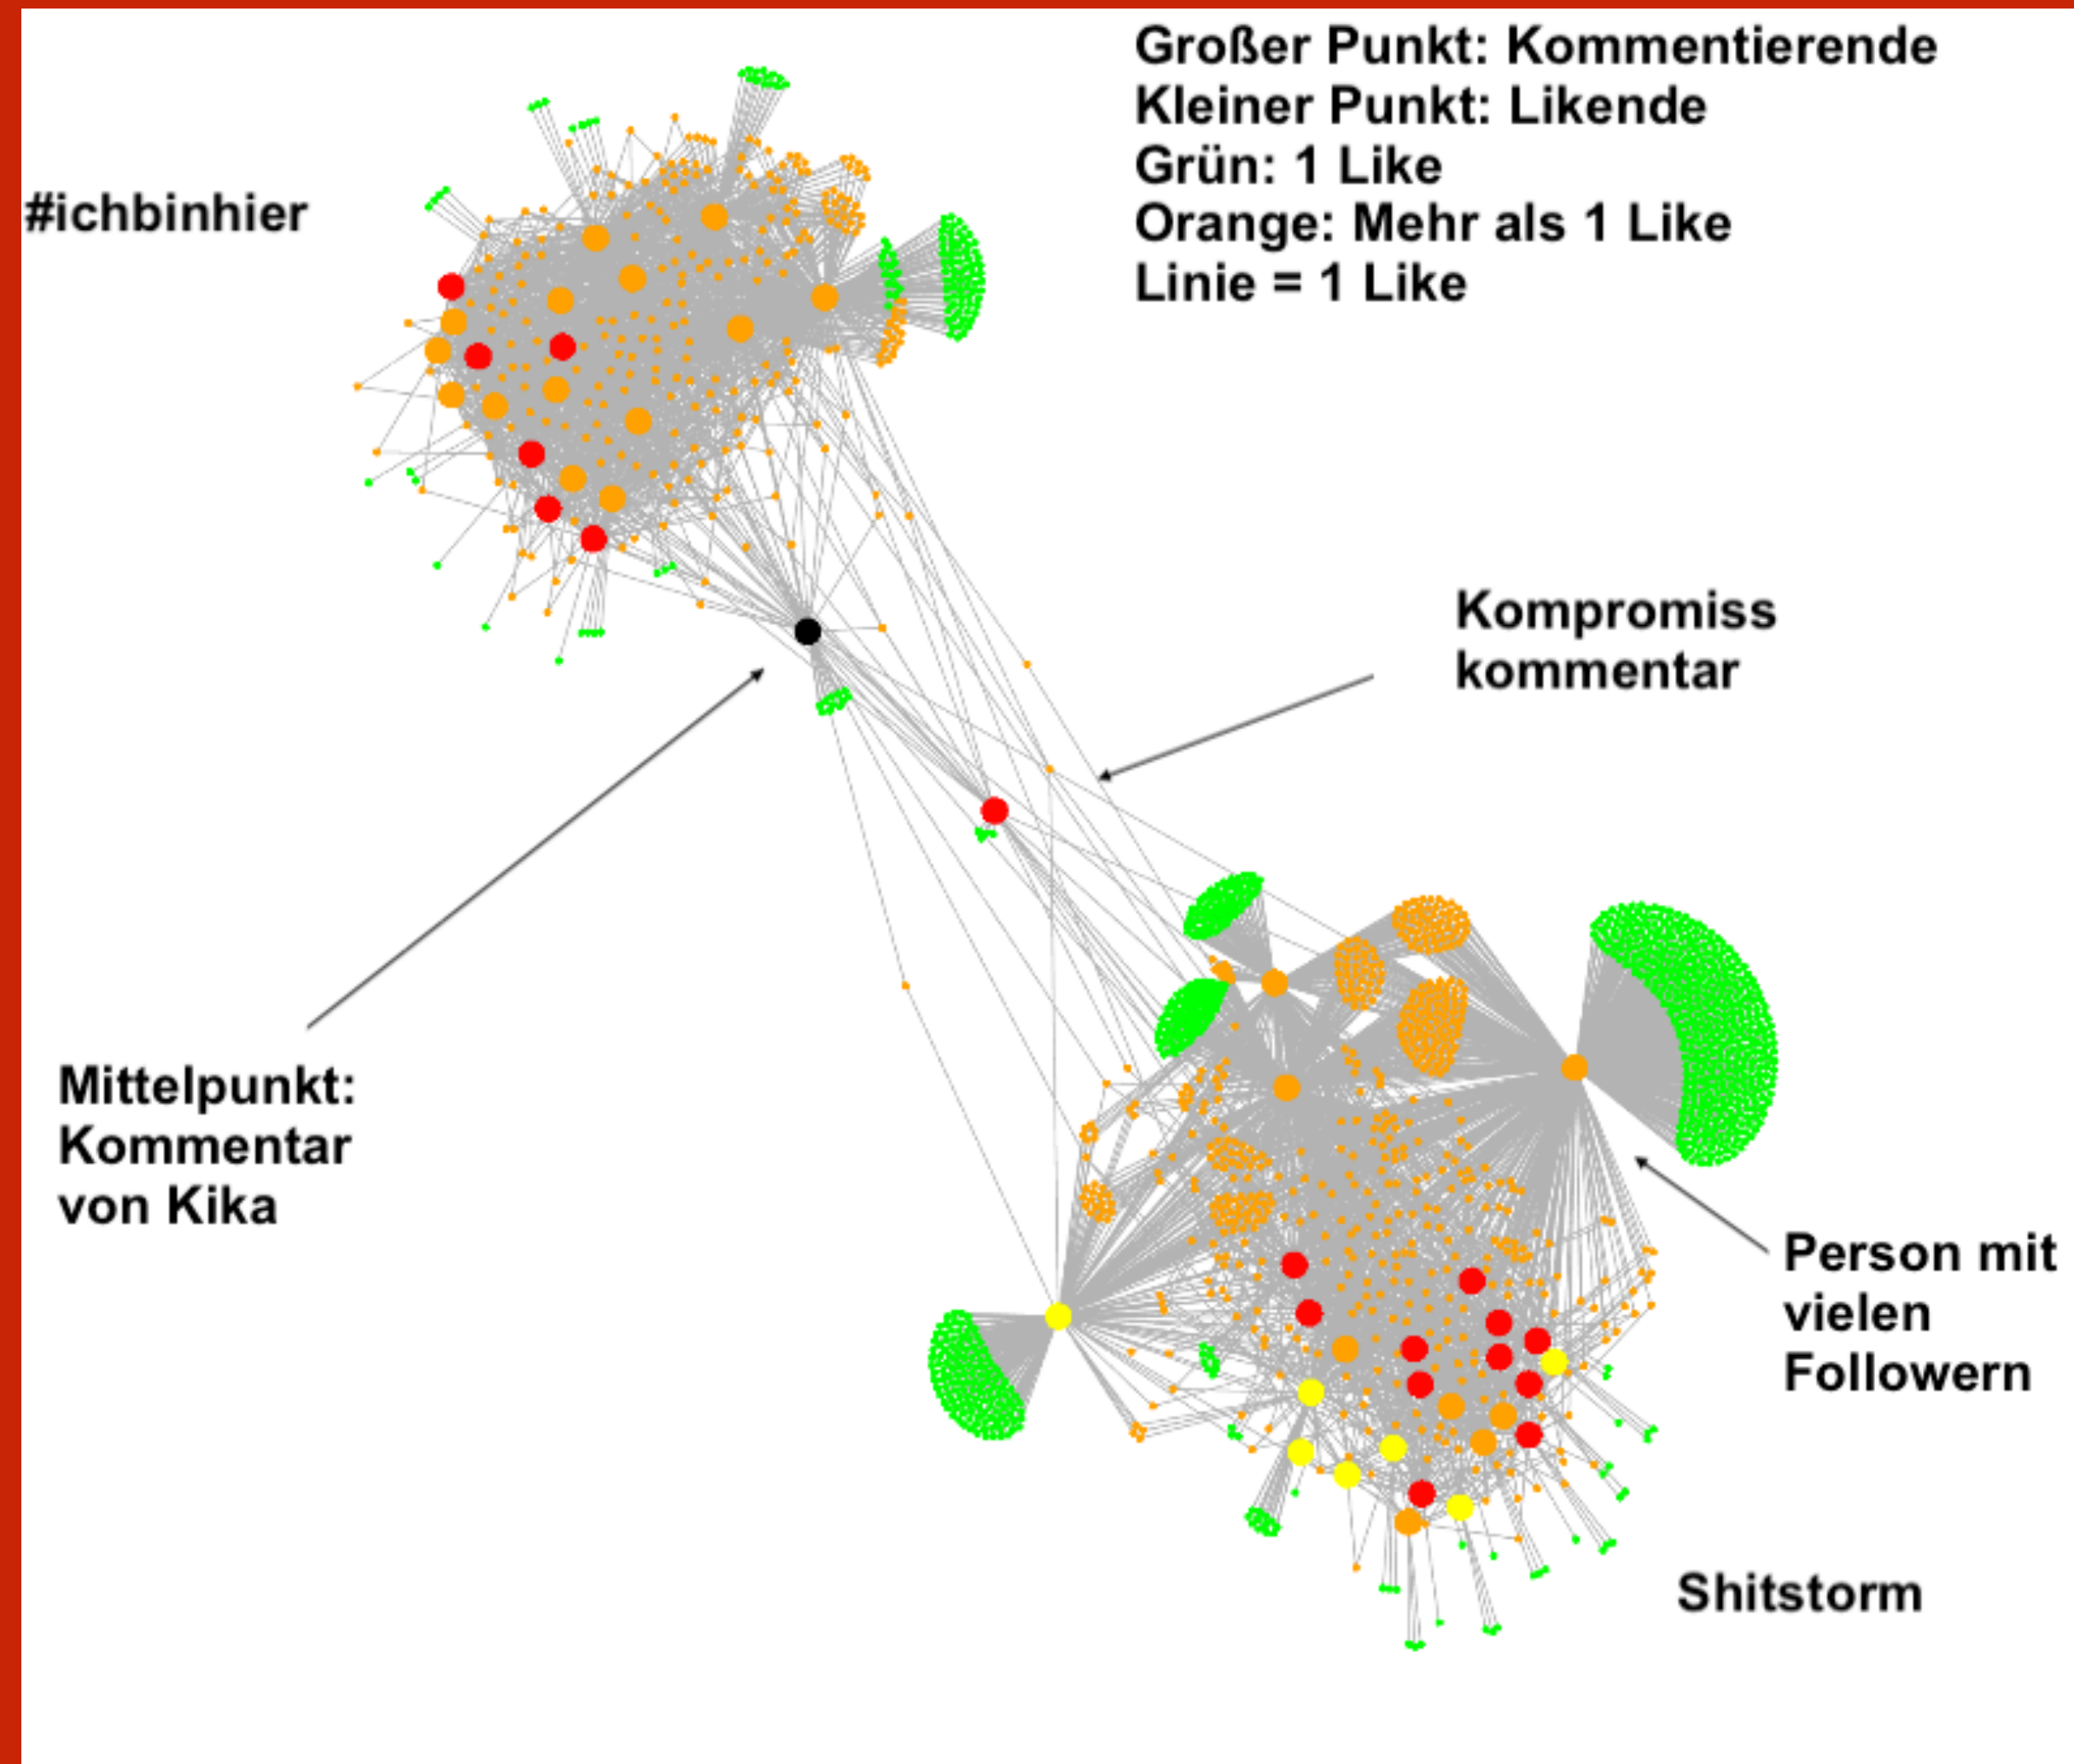 Großer Punkt: Kommentierende
Kleiner Punkt: Likende
Grün: 1 Like
Orange: Mehr als 1 Like
Linie = 1 Like
#ichbinhier
Kompromiss
kommentar
Mittelpunkt:
Kommentar
von Kika
Person mit
vielen
Followern
Shitstorm